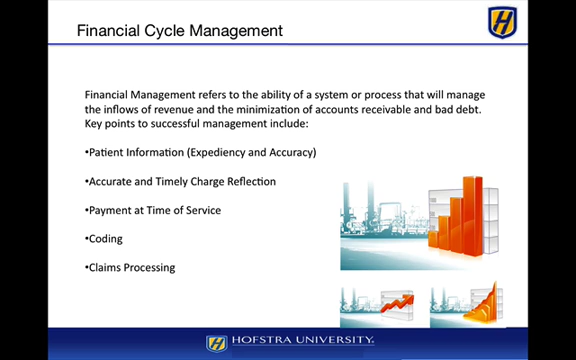 Financial Cycle Management
Financial Management refers to the ability of a system or process that will manage
the inflows of revenue and the minimization of accounts receivable and bad debt.
Key points to successful management include:
•Patient Information (Expediency and Accuracy)
•Accurate and Timely Charge Reflection
•Payment at Time of Service
•Coding
•Claims Processing
H HOFSTRA UNIVERSITY®